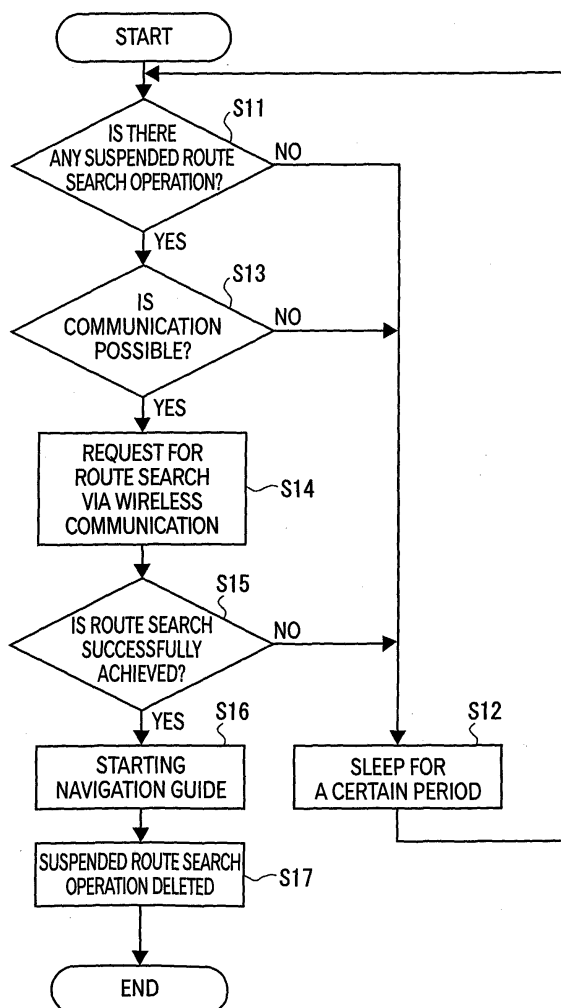 START
S11
IS THERE
ANY SUSPENDED ROUTE
SEARCH OPERATION?
NO
YES
S13
IS
COMMUNICATION
POSSIBLE?
NO
YES
REQUEST FOR
ROUTE SEARCH
VIA WIRELESS
COMMUNICATION
S14
S15
IS ROUTE SEARCH
SUCCESSFULLY
ACHIEVED?
NO
YES
S16
STARTING
NAVIGATION GUIDE
S12
SLEEP FOR
A CERTAIN PERIOD
SUSPENDED ROUTE SEARCH
OPERATION DELETED
S17
END